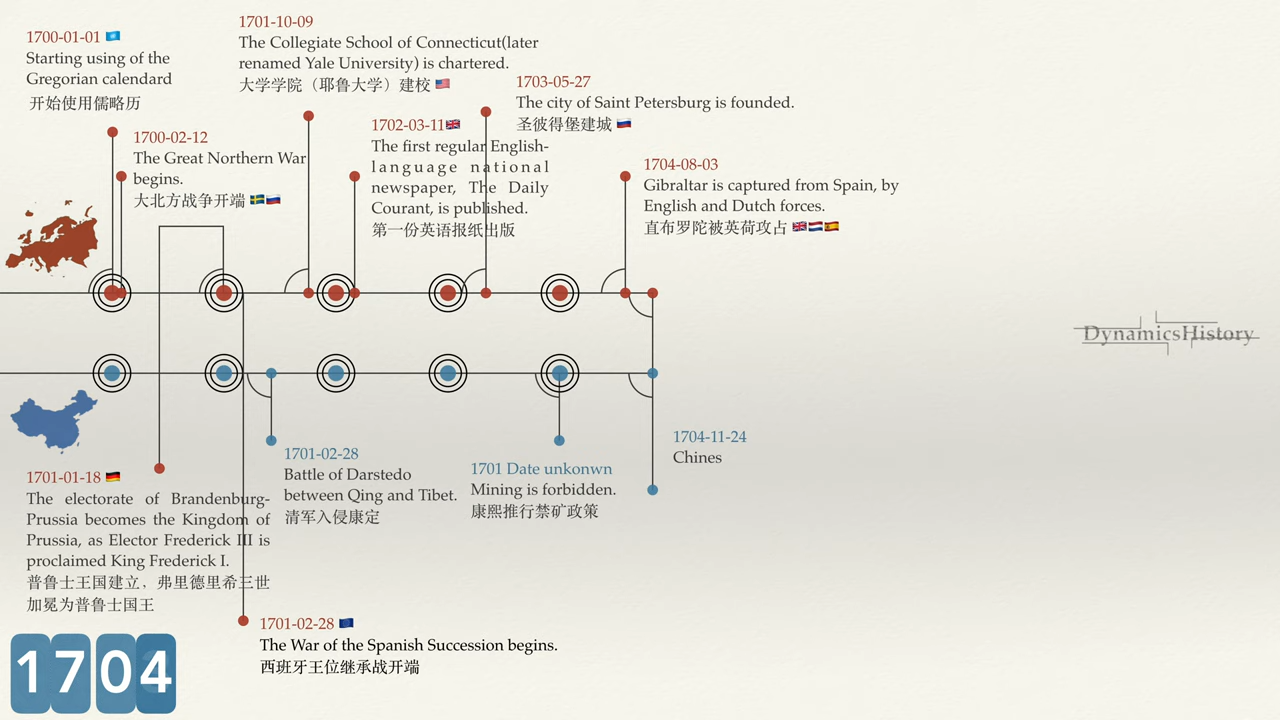 1700-01-01
Starting using of the
Gregorian calendard
开始使用儒略历
1701-10-09
The Collegiate School of Connecticut(later
renamed Yale University) is chartered.
大学学院（耶鲁大学）建校
1703-05-27
The city of Saint Petersburg is founded.
圣彼得堡建城
1700-02-12
The Great Northern War
begins.
大北方战争开端
1702-03-11
The first regular English-
language national
newspaper, The Daily
Courant, is published.
第一份英语报纸出版
1704-08-03
Gibraltar is captured from Spain, by
English and Dutch forces.
直布罗陀被英荷攻占
DynamicsHistory
1701-01-18
The electorate of Brandenburg-
Prussia becomes the Kingdom of
Prussia, as Elector Frederick III is
proclaimed King Frederick I.
普鲁士王国建立，弗里德里希三世
加冕为普鲁士国王
1701-02-28
Battle of Darstedo
between Qing and Tibet.
清军入侵康定
1701 Date unkonwn
Mining is forbidden.
康熙推行禁矿政策
1704-11-24
Chines
1701-02-28
The War of the Spanish Succession begins.
西班牙王位继承战开端
1704